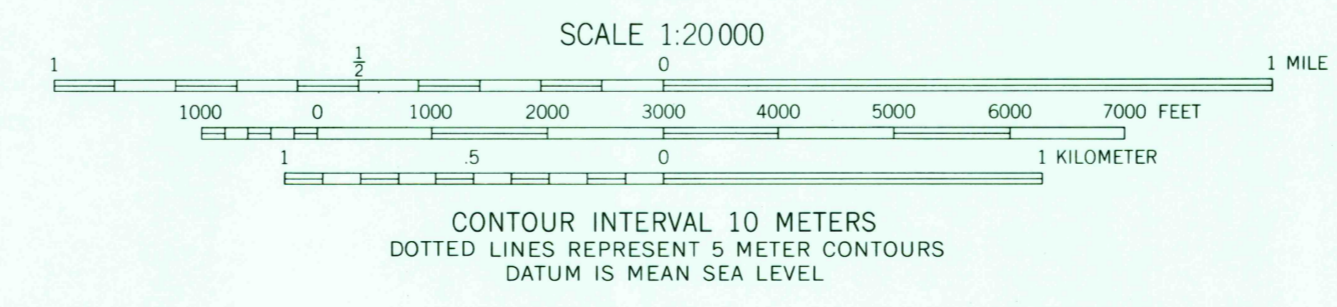 SCALE 1:20 000
1 ½ 0 1 MILE
1000 0 1000 2000 3000 4000 5000 6000 7000 FEET
1 .5 0 1 KILOMETER
CONTOUR INTERVAL 10 METERS
DOTTED LINES REPRESENT 5 METER CONTOURS
DATUM IS MEAN SEA LEVEL